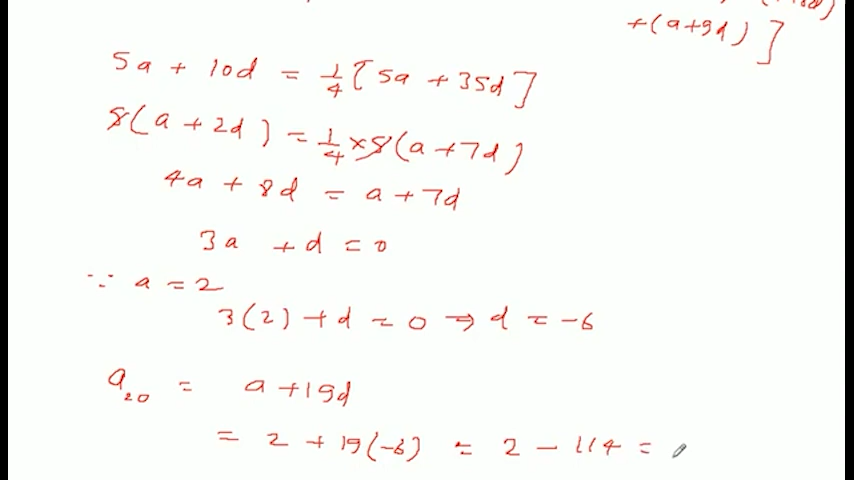 +(a+9d)]
5a + 10d = 1/4 [5a + 35d]
5(a + 2d) = 1/4 × 5(a + 7d)
4a + 8d = a + 7d
3a + d = 0
∵ a = 2
3(2) + d = 0 ⇒ d = -6
a₂₀ = a + 19d
= 2 + 19(-6) = 2 - 114 =